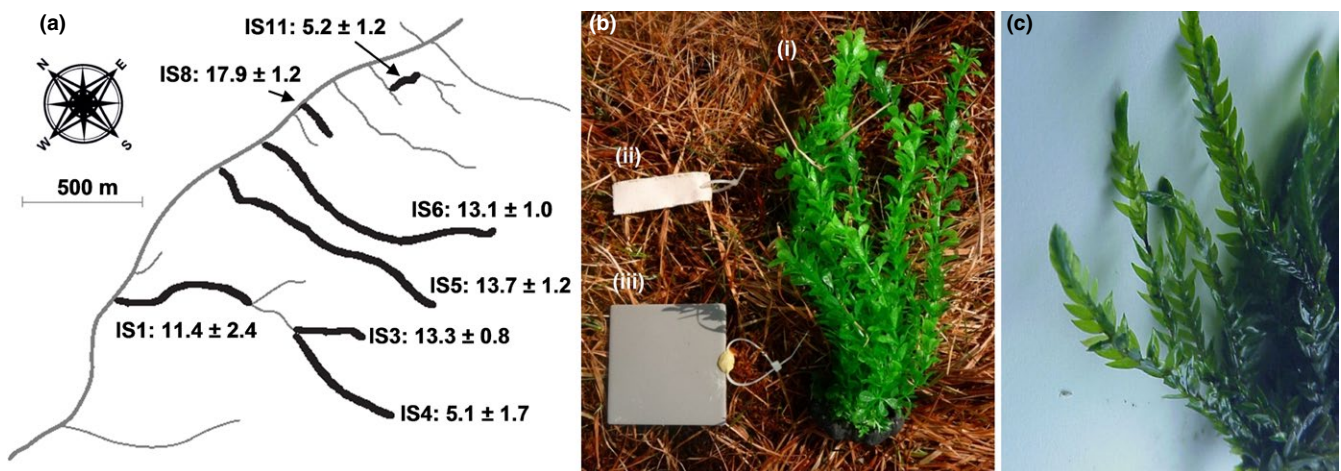 (a)
N
E
W
S
500 m
IS11: 5.2 ± 1.2
IS8: 17.9 ± 1.2
IS6: 13.1 ± 1.0
IS5: 13.7 ± 1.2
IS1: 11.4 ± 2.4
IS3: 13.3 ± 0.8
IS4: 5.1 ± 1.7
(b)
(i)
(ii)
(iii)
(c)